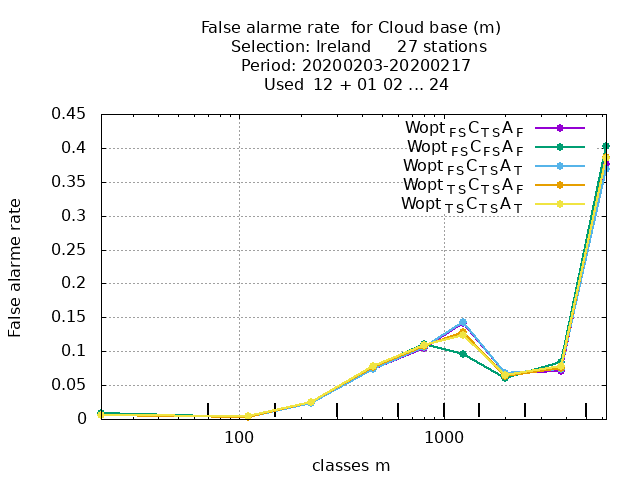 False alarme rate  for Cloud base (m)
Selection: Ireland     27 stations
Period: 20200203-20200217
Used  12 + 01 02 ... 24
Wopt FS C TS A F
Wopt FS C FS A F
Wopt FS C TS A T
Wopt TS C TS A F
Wopt TS C TS A T
False alarme rate
0.45
0.4
0.35
0.3
0.25
0.2
0.15
0.1
0.05
0
100 1000
classes m